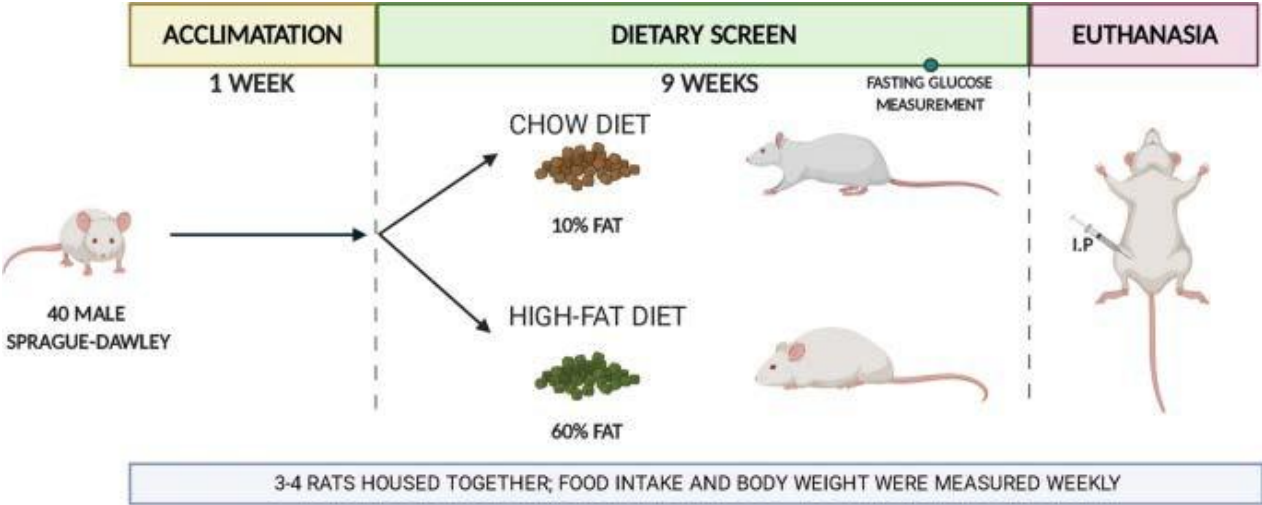 ACCLIMATATION
DIETARY SCREEN
EUTHANASIA
1 WEEK
9 WEEKS
FASTING GLUCOSE
MEASUREMENT
CHOW DIET
10% FAT
I.P
40 MALE
SPRAGUE-DAWLEY
HIGH-FAT DIET
60% FAT
3-4 RATS HOUSED TOGETHER; FOOD INTAKE AND BODY WEIGHT WERE MEASURED WEEKLY